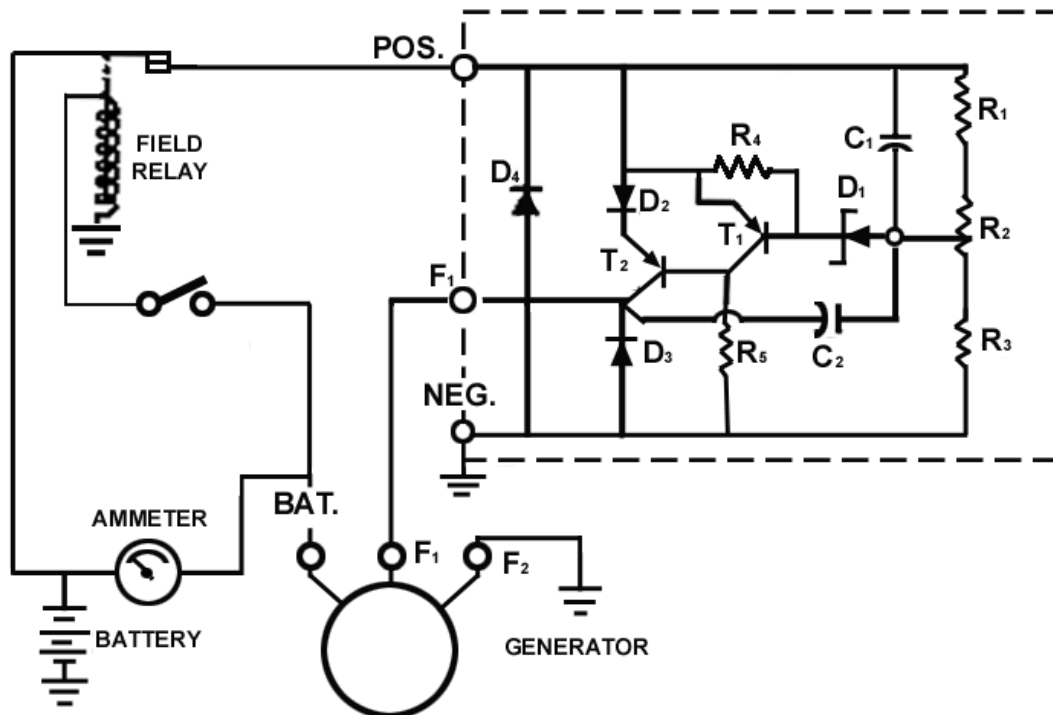 POS.
FIELD
RELAY
R₄
C₁
R₁
D₄
D₂
D₁
T₁
R₂
T₂
F₁
D₃
R₅
C₂
R₃
NEG.
BAT.
AMMETER
F₁
F₂
BATTERY
GENERATOR